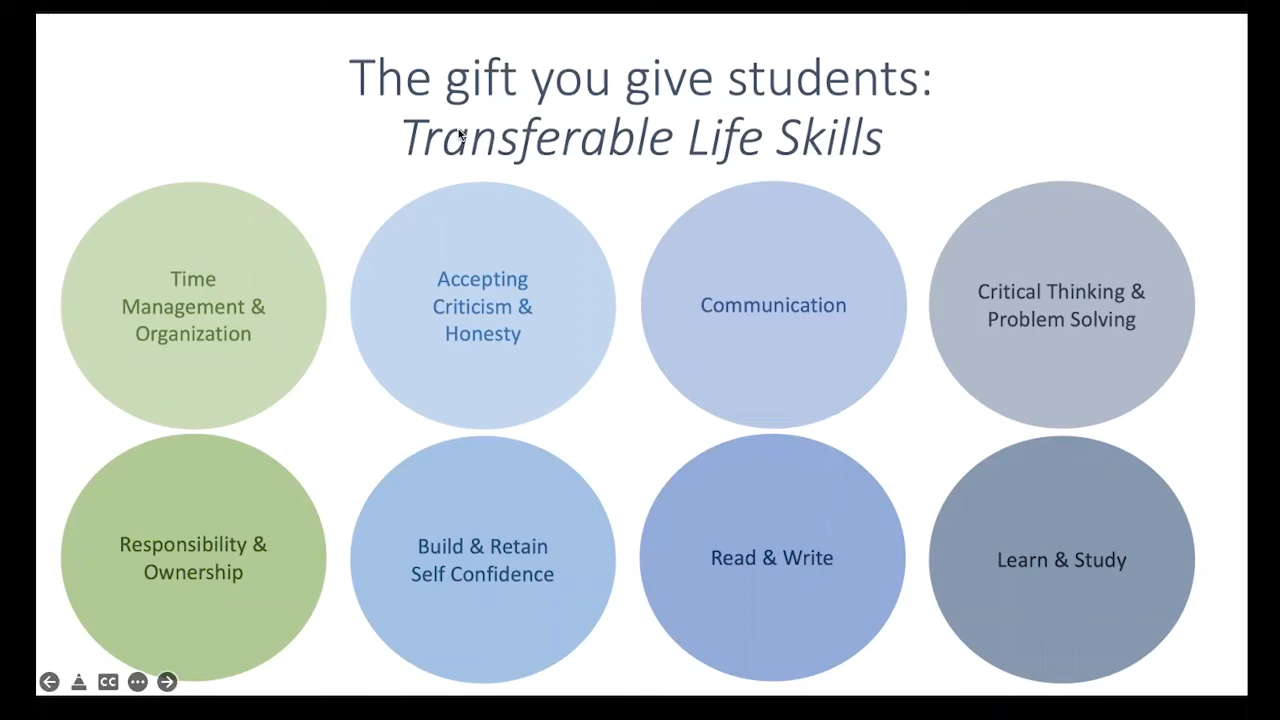 The gift you give students:
Transferable Life Skills
Time
Management &
Organization
Accepting
Criticism &
Honesty
Communication
Critical Thinking &
Problem Solving
Responsibility &
Ownership
Build & Retain
Self Confidence
Read & Write
Learn & Study
CC